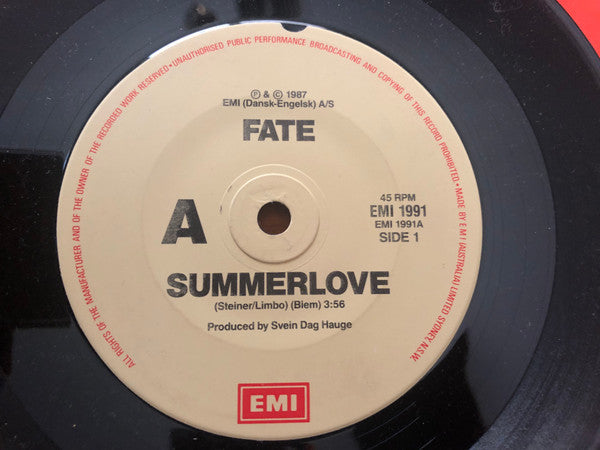 ALL RIGHTS OF THE MANUFACTURER AND OF THE OWNER OF THE RECORDED WORK RESERVED•UNAUTHORISED PUBLIC PERFORMANCE BROADCASTING AND COPYING OF THIS RECORD PROHIBITED•MADE BY E M I (AUSTRALIA) LIMITED SYDNEY, N.S.W.
℗ & © 1987
EMI (Dansk-Engelsk) A/S
FATE
A
45 RPM
EMI 1991
EMI 1991A
SIDE 1
SUMMERLOVE
(Steiner/Limbo) (Biem) 3:56
Produced by Svein Dag Hauge
EMI